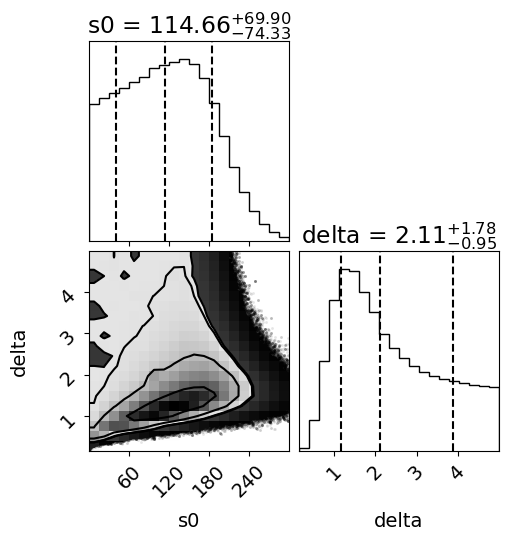 s0 = 114.66+69.90−74.33
delta = 2.11+1.78−0.95
delta
4
3
2
1
60
120
180
240
s0
1
2
3
4
delta